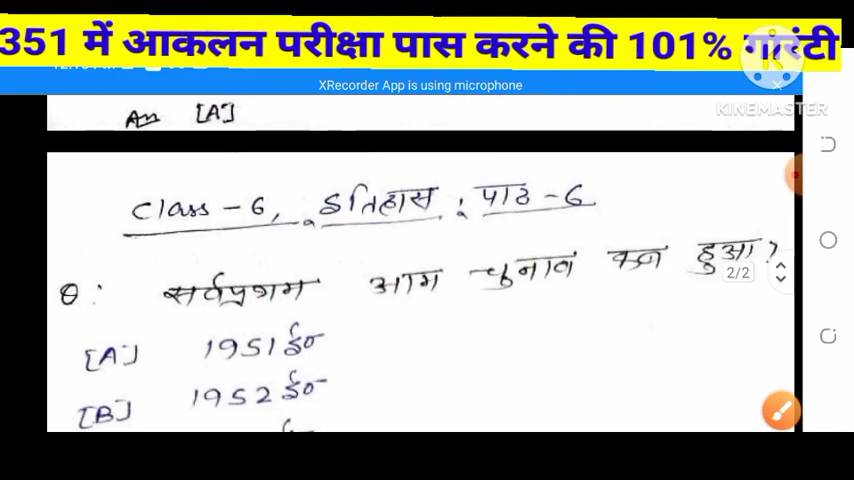 351 में आकलन परीक्षा पास करने की 101% गारंटी
XRecorder App is using microphone
KINEMASTER
Ans [A]
Class - 6, इतिहास : पाठ - 6
Q: सर्वप्रथम आम चुनाव कब हुआ?
2/2
[A] 1951 ई०
[B] 1952 ई०